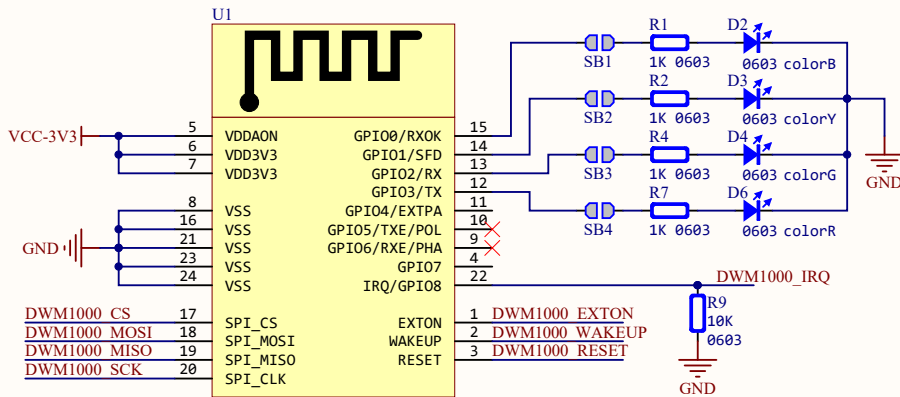 U1
R1 D2
SB1 1K 0603 0603 colorB
R2 D3
SB2 1K 0603 0603 colorY
R4 D4
SB3 1K 0603 0603 colorG
R7 D6
SB4 1K 0603 0603 colorR
GND
VCC-3V3 5 VDDAON GPIO0/RXOK 15
6 VDD3V3 GPIO1/SFD 14
7 VDD3V3 GPIO2/RX 13
GPIO3/TX 12
8 VSS GPIO4/EXTPA 11
16 VSS GPIO5/TXE/POL 10
GND 21 VSS GPIO6/RXE/PHA 9
23 VSS GPIO7 4
24 VSS IRQ/GPIO8 22 DWM1000_IRQ
R9
10K
0603
GND
DWM1000_CS 17 SPI_CS EXTON 1 DWM1000_EXTON
DWM1000_MOSI 18 SPI_MOSI WAKEUP 2 DWM1000_WAKEUP
DWM1000_MISO 19 SPI_MISO RESET 3 DWM1000_RESET
DWM1000_SCK 20 SPI_CLK